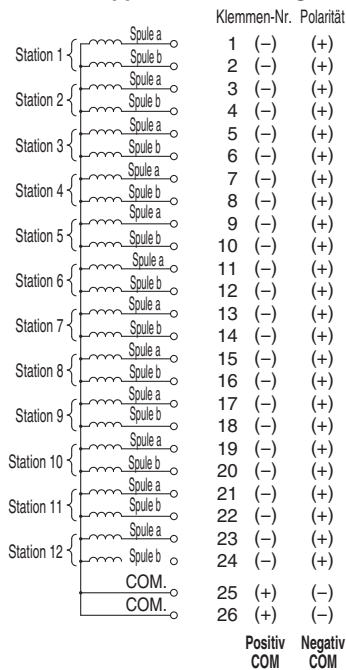 Klemmen-Nr. Polarität
Station 1 Spule a 1 (–) (+)
Spule b 2 (–) (+)
Station 2 Spule a 3 (–) (+)
Spule b 4 (–) (+)
Station 3 Spule a 5 (–) (+)
Spule b 6 (–) (+)
Station 4 Spule a 7 (–) (+)
Spule b 8 (–) (+)
Station 5 Spule a 9 (–) (+)
Spule b 10 (–) (+)
Station 6 Spule a 11 (–) (+)
Spule b 12 (–) (+)
Station 7 Spule a 13 (–) (+)
Spule b 14 (–) (+)
Station 8 Spule a 15 (–) (+)
Spule b 16 (–) (+)
Station 9 Spule a 17 (–) (+)
Spule b 18 (–) (+)
Station 10 Spule a 19 (–) (+)
Spule b 20 (–) (+)
Station 11 Spule a 21 (–) (+)
Spule b 22 (–) (+)
Station 12 Spule a 23 (–) (+)
Spule b 24 (–) (+)
COM. 25 (+) (–)
COM. 26 (+) (–)
Positiv Negativ
COM COM